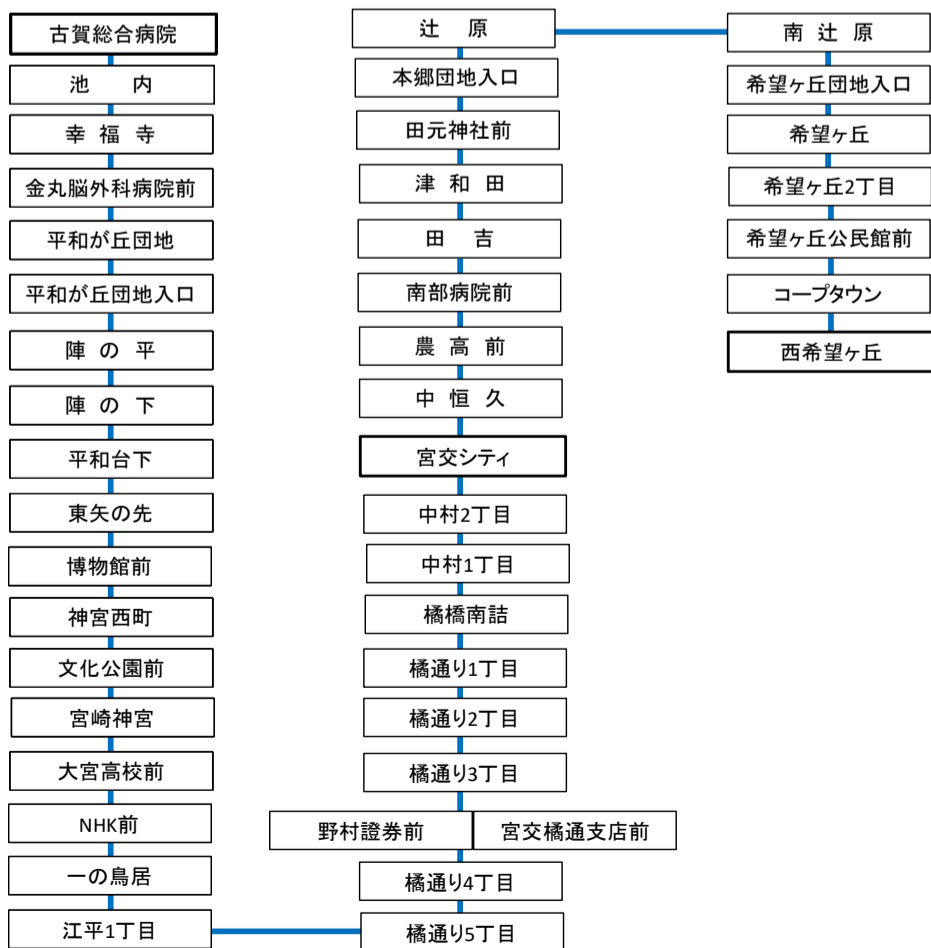 古賀総合病院
池内
幸福寺
金丸脳外科病院前
平和が丘団地
平和が丘団地入口
陣の平
陣の下
平和台下
東矢の先
博物館前
神宮西町
文化公園前
宮崎神宮
大宮高校前
NHK前
一の鳥居
江平1丁目
辻原
本郷団地入口
田元神社前
津和田
田吉
南部病院前
農高前
中恒久
宮交シティ
中村2丁目
中村1丁目
橘橋南詰
橘通り1丁目
橘通り2丁目
橘通り3丁目
野村證券前 宮交橘通支店前
橘通り4丁目
橘通り5丁目
南辻原
希望ヶ丘団地入口
希望ヶ丘
希望ヶ丘2丁目
希望ヶ丘公民館前
コープタウン
西希望ヶ丘